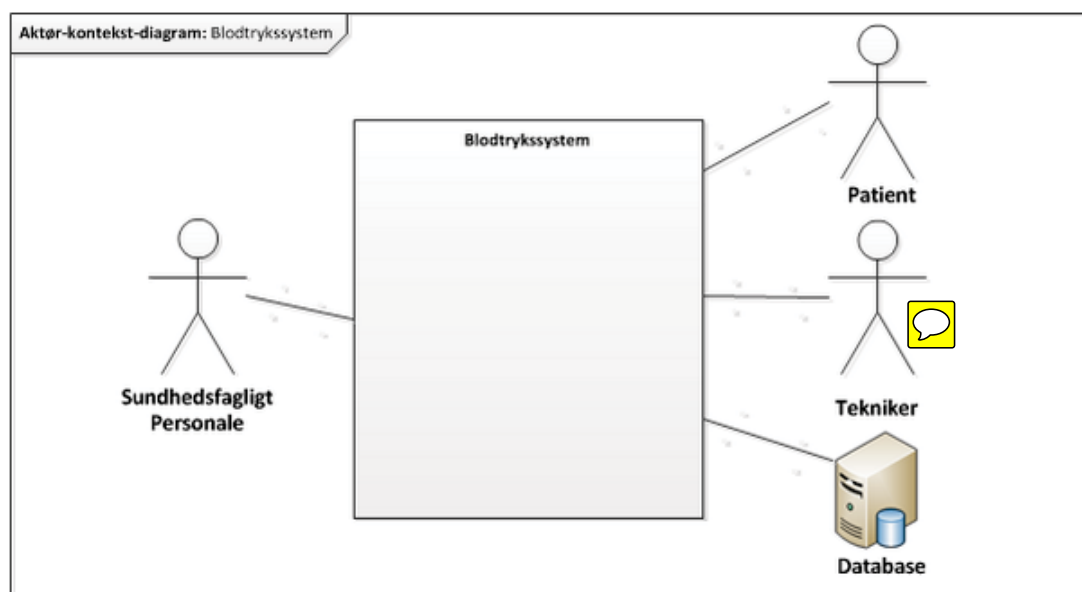 Aktør-kontekst-diagram: Blodtrykssystem
Blodtrykssystem
Patient
Sundhedsfagligt
Personale
Tekniker
Database